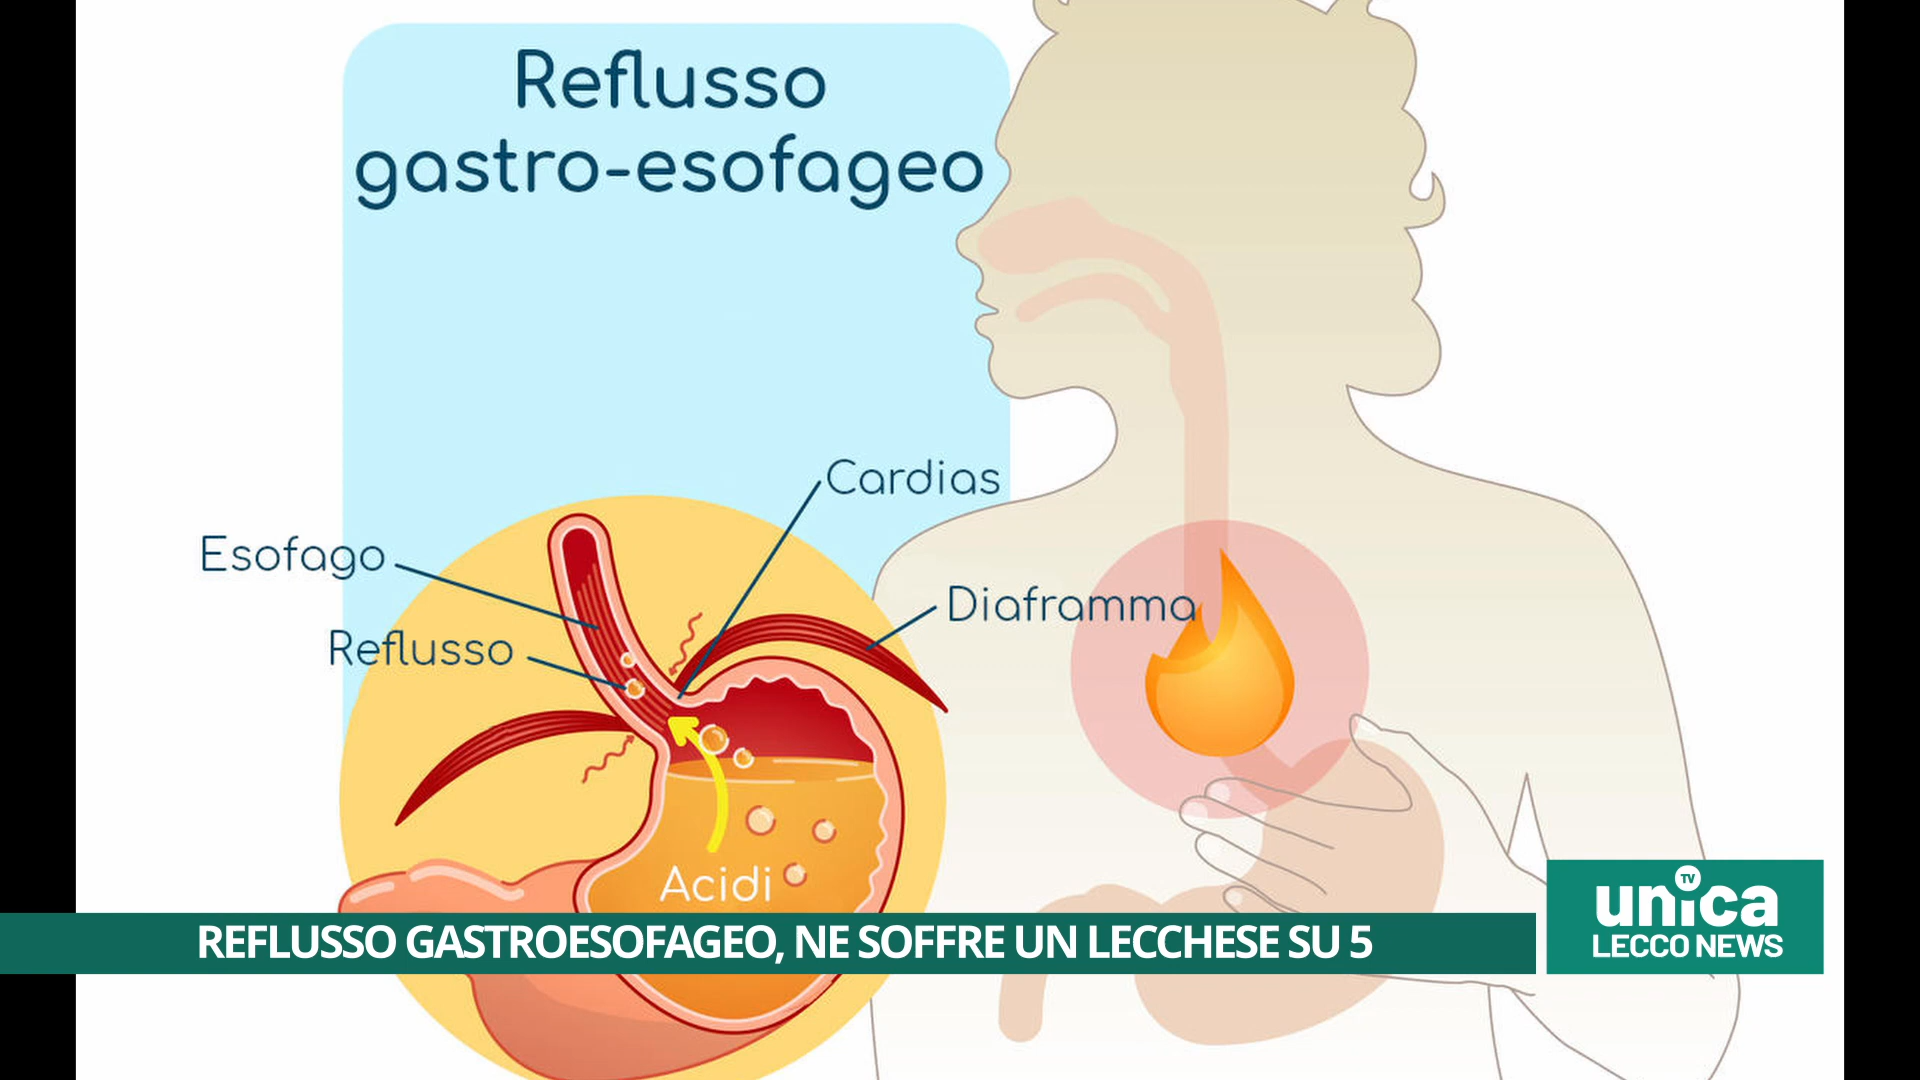 Reflusso
gastro-esofageo
Cardias
Esofago
Diaframma
Reflusso
Acidi
REFLUSSO GASTROESOFAGEO, NE SOFFRE UN LECCHESE SU 5
TV
unica
LECCO NEWS